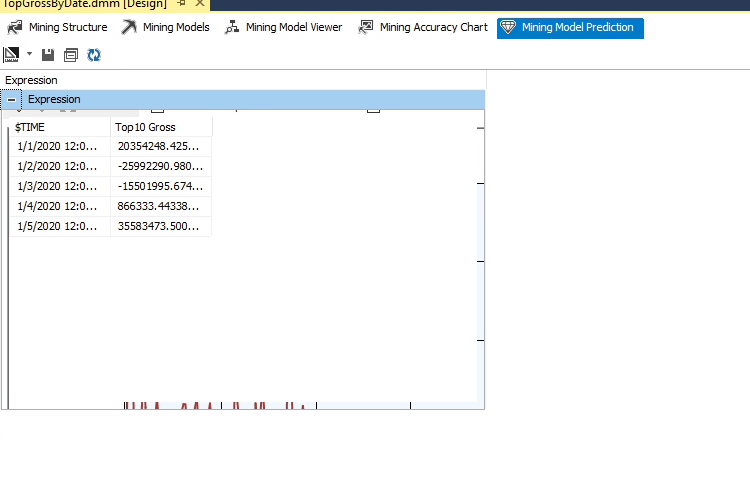 TopGrossByDate.dmm [Design]
Mining Structure Mining Models Mining Model Viewer Mining Accuracy Chart Mining Model Prediction
Expression
Expression
$TIME Top10 Gross
1/1/2020 12:0... 20354248.425...
1/2/2020 12:0... -25992290.980...
1/3/2020 12:0... -15501995.674...
1/4/2020 12:0... 866333.44338...
1/5/2020 12:0... 35583473.500...